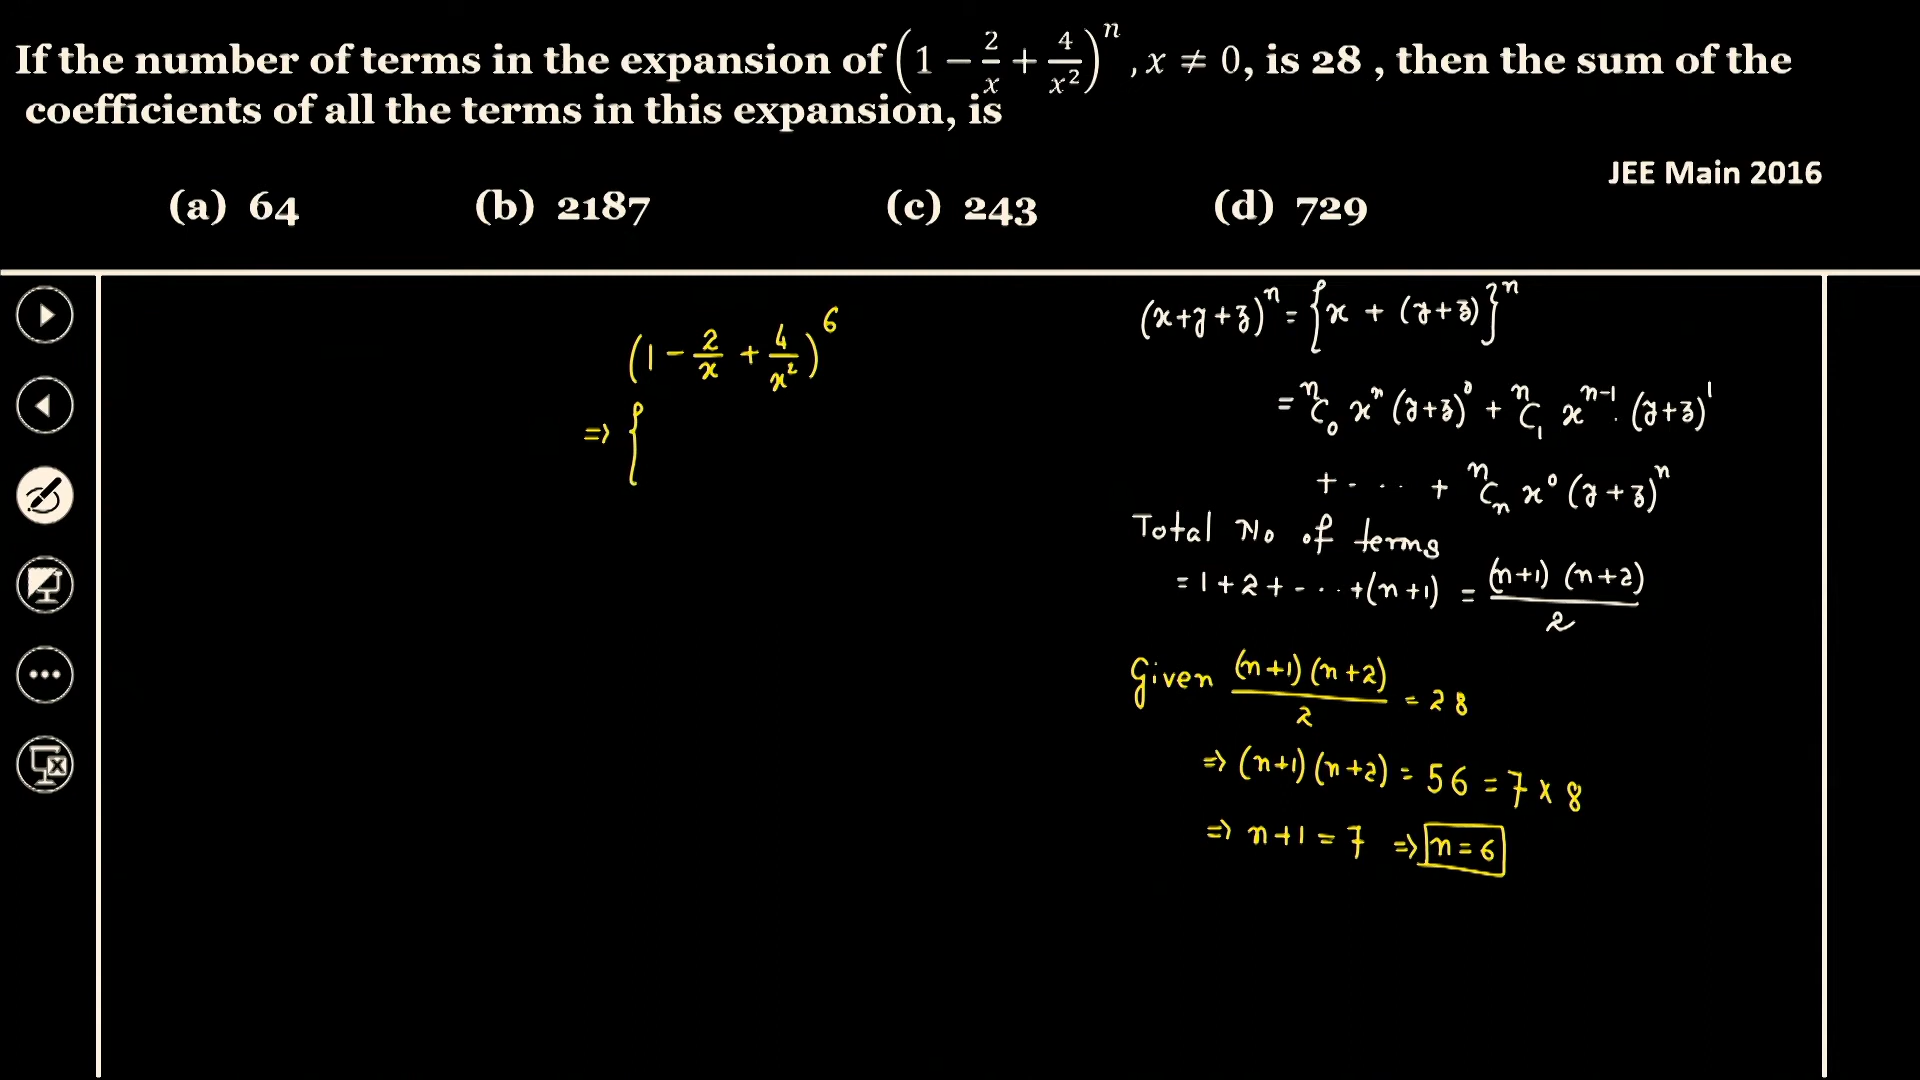 If the number of terms in the expansion of (1 − 2/x + 4/x²)ⁿ, x ≠ 0, is 28 , then the sum of the
coefficients of all the terms in this expansion, is
JEE Main 2016
(a) 64 (b) 2187 (c) 243 (d) 729
(1 - 2/x + 4/x²)⁶
⇒ {
(x+y+z)ⁿ = {x + (y+z)}ⁿ
= ⁿC₀ xⁿ (y+z)⁰ + ⁿC₁ xⁿ⁻¹. (y+z)¹
+ . . . . + ⁿCₙ x⁰ (y+z)ⁿ
Total No of terms
= 1 + 2 + - . . . +(n+1) = (n+1) (n+2)/2
Given (n+1) (n+2)/2 = 28
⇒ (n+1) (n+2) = 56 = 7 × 8
⇒ n+1 = 7 ⇒ n = 6